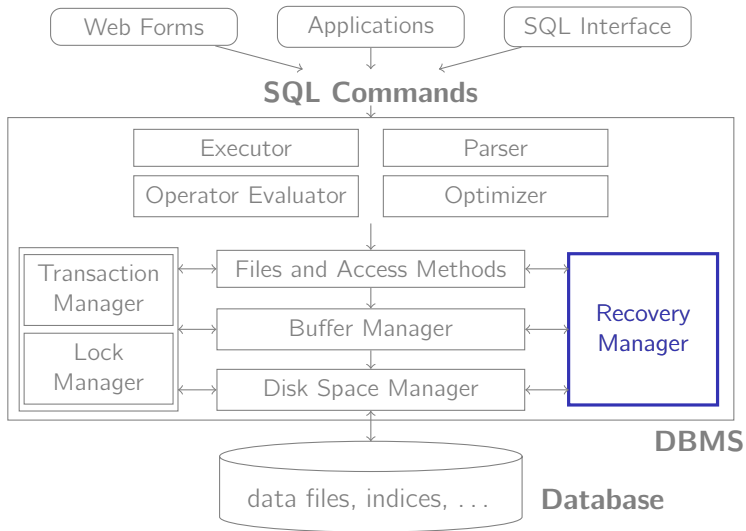 Web Forms
Applications
SQL Interface
SQL Commands
Executor
Parser
Operator Evaluator
Optimizer
Transaction
Manager
Lock
Manager
Files and Access Methods
Buffer Manager
Disk Space Manager
Recovery
Manager
DBMS
data files, indices, . . .
Database